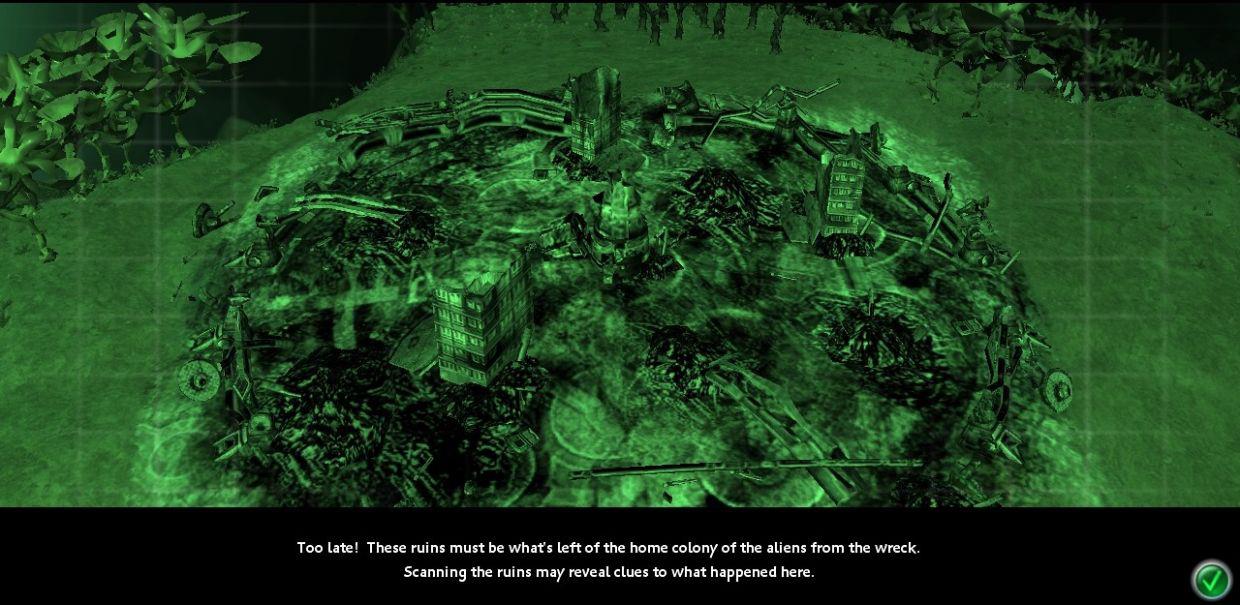 Too late!  These ruins must be what's left of the home colony of the aliens from the wreck.
Scanning the ruins may reveal clues to what happened here.